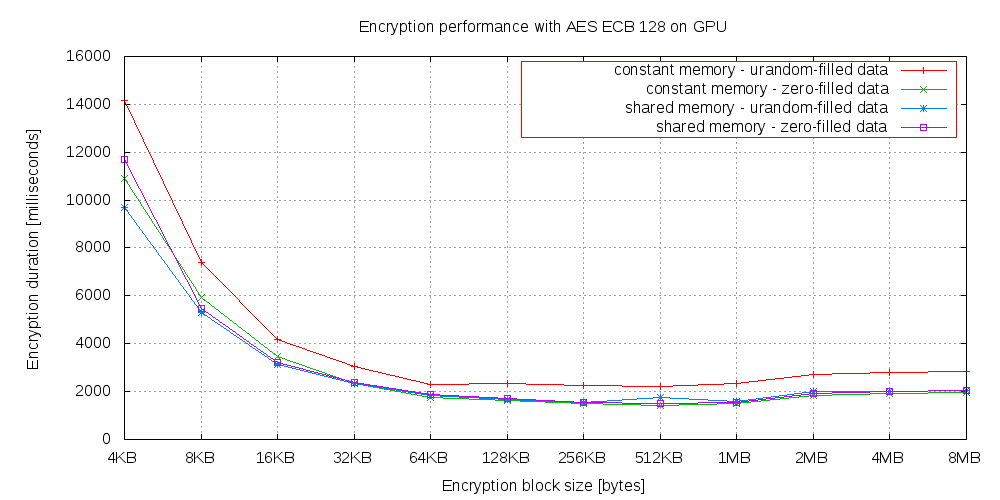 Encryption performance with AES ECB 128 on GPU
constant memory - urandom-filled data
constant memory - zero-filled data
shared memory - urandom-filled data
shared memory - zero-filled data
Encryption duration [milliseconds]
16000
14000
12000
10000
8000
6000
4000
2000
0
4KB 8KB 16KB 32KB 64KB 128KB 256KB 512KB 1MB 2MB 4MB 8MB
Encryption block size [bytes]